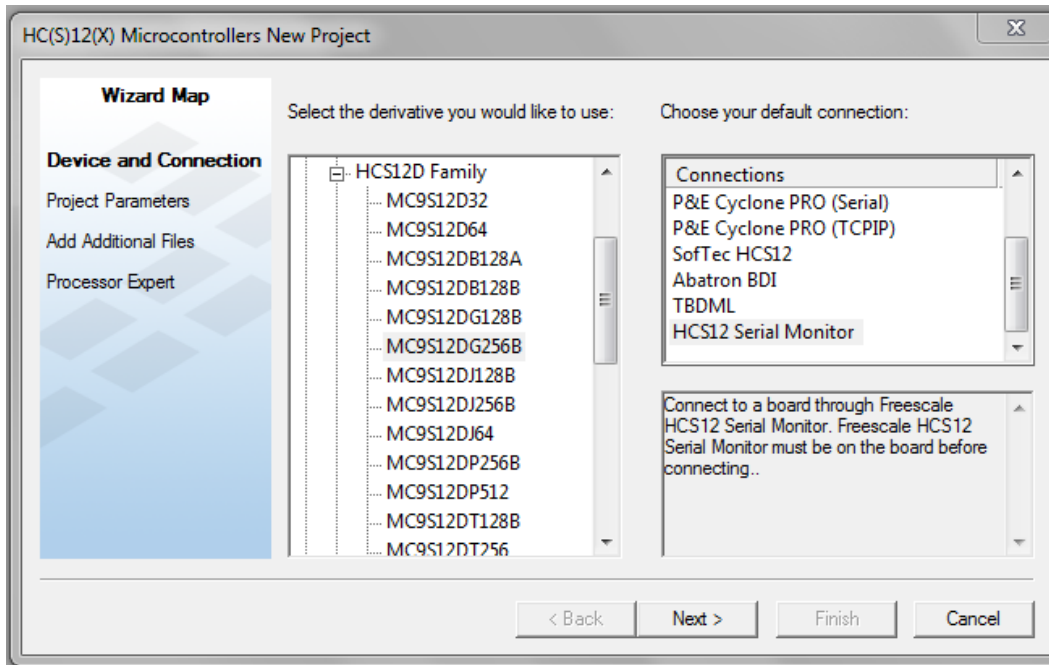 HC(S)12(X) Microcontrollers New Project
Wizard Map
Device and Connection
Project Parameters
Add Additional Files
Processor Expert
Select the derivative you would like to use:
HCS12D Family
MC9S12D32
MC9S12D64
MC9S12DB128A
MC9S12DB128B
MC9S12DG128B
MC9S12DG256B
MC9S12DJ128B
MC9S12DJ256B
MC9S12DJ64
MC9S12DP256B
MC9S12DP512
MC9S12DT128B
MC9S12DT256
Choose your default connection:
Connections
P&E Cyclone PRO (Serial)
P&E Cyclone PRO (TCPIP)
SofTec HCS12
Abatron BDI
TBDML
HCS12 Serial Monitor
Connect to a board through Freescale
HCS12 Serial Monitor. Freescale HCS12
Serial Monitor must be on the board before
connecting..
< Back
Next >
Finish
Cancel